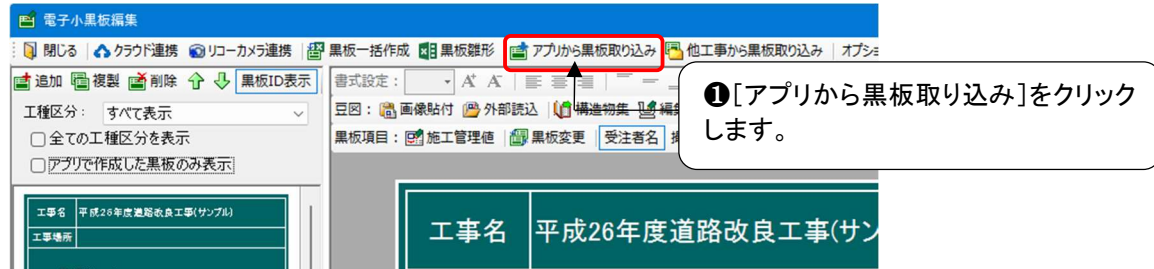 電子小黒板編集
閉じる クラウド連携 リコーカメラ連携 黒板一括作成 黒板雛形 アプリから黒板取り込み 他工事から黒板取り込み オプショ
追加 複製 削除 黒板ID表示 書式設定：
工種区分： すべて表示 豆図： 画像貼付 外部読込 構造物集 編集
全ての工種区分を表示 黒板項目： 施工管理値 黒板変更 受注者名
アプリで作成した黒板のみ表示
❶[アプリから黒板取り込み]をクリック
します。
工事名 平成26年度道路改良工事(サンプル)
工事場所
工事名 平成26年度道路改良工事(サン